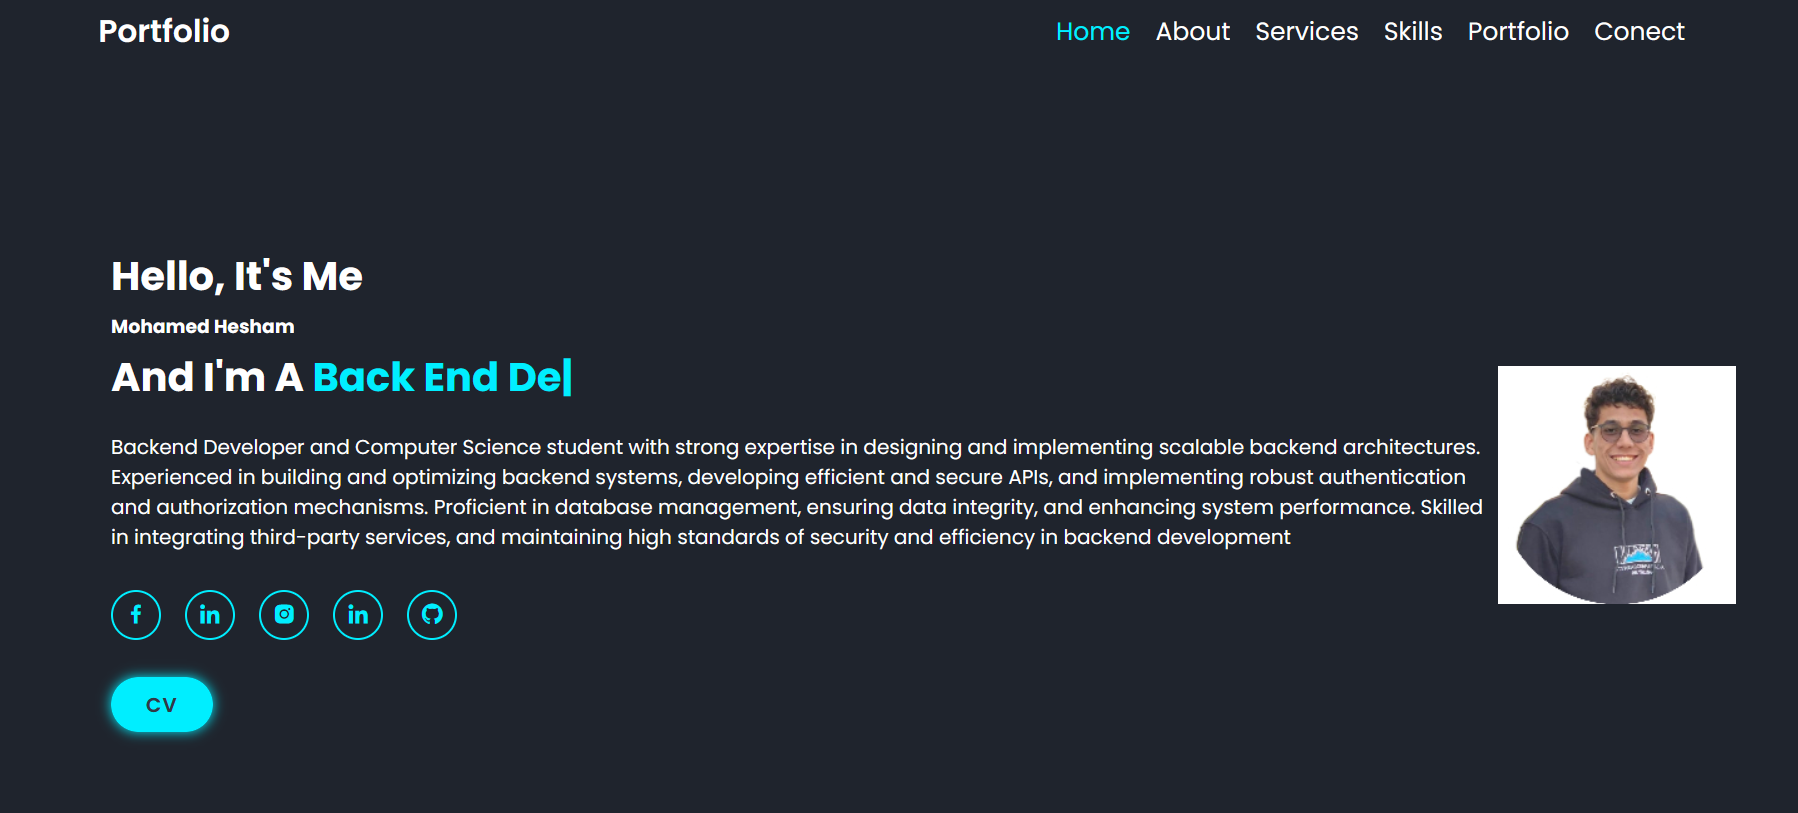 Portfolio
Home About Services Skills Portfolio Conect
Hello, It's Me
Mohamed Hesham
And I'm A Back End De|
Backend Developer and Computer Science student with strong expertise in designing and implementing scalable backend architectures.
Experienced in building and optimizing backend systems, developing efficient and secure APIs, and implementing robust authentication
and authorization mechanisms. Proficient in database management, ensuring data integrity, and enhancing system performance. Skilled
in integrating third-party services, and maintaining high standards of security and efficiency in backend development
CV